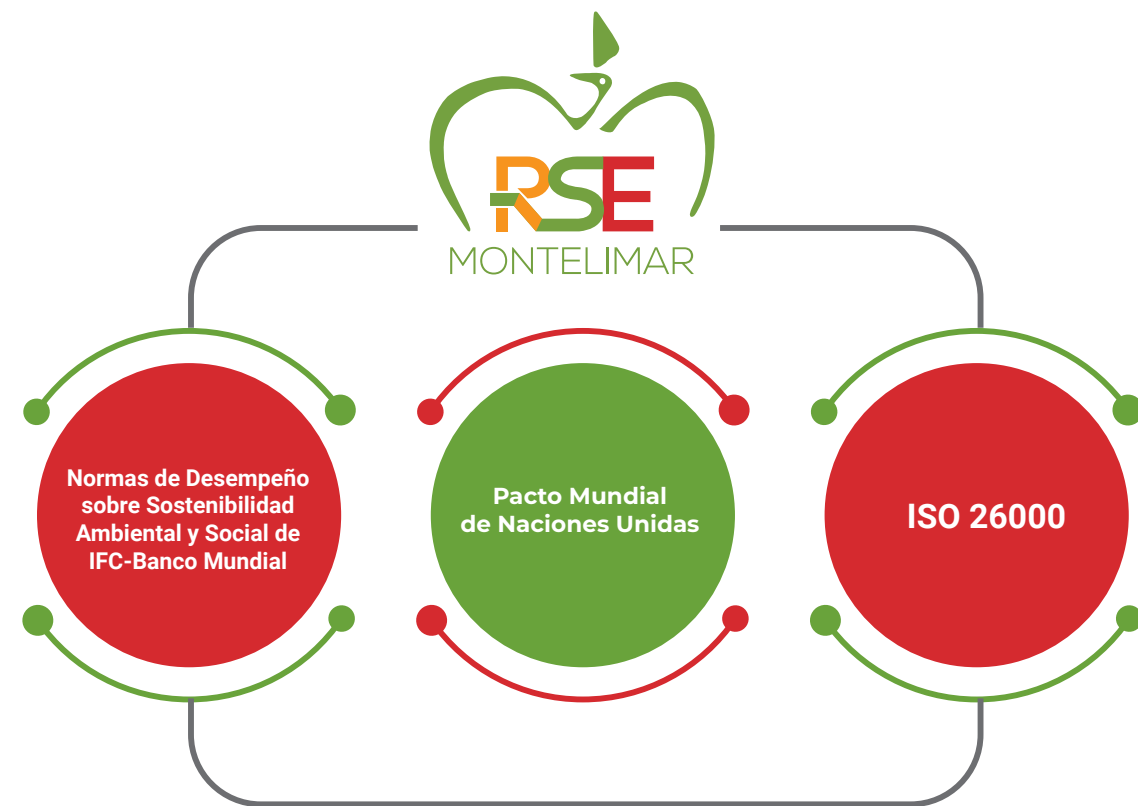 RSE
MONTELIMAR
Normas de Desempeño
sobre Sostenibilidad
Ambiental y Social de
IFC-Banco Mundial
Pacto Mundial
de Naciones Unidas
ISO 26000